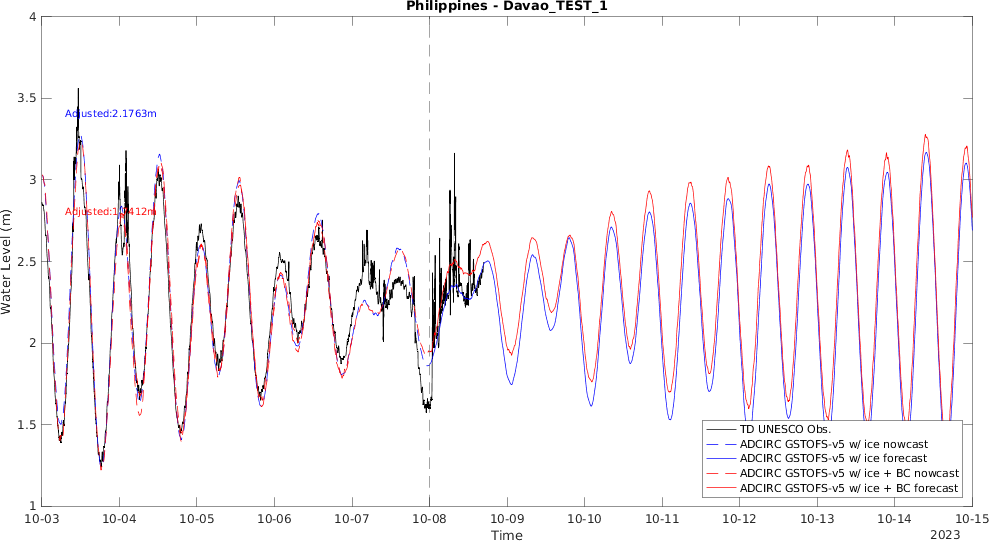 Philippines - Davao_TEST_1
Water Level (m)
4
3.5
3
2.5
2
1.5
1
Adjusted:2.1763m
TD UNESCO Obs.
ADCIRC GSTOFS-v5 w/ ice nowcast
ADCIRC GSTOFS-v5 w/ ice forecast
ADCIRC GSTOFS-v5 w/ ice + BC nowcast
ADCIRC GSTOFS-v5 w/ ice + BC forecast
10-03 10-04 10-05 10-06 10-07 10-08 10-09 10-10 10-11 10-12 10-13 10-14 10-15
Time
2023